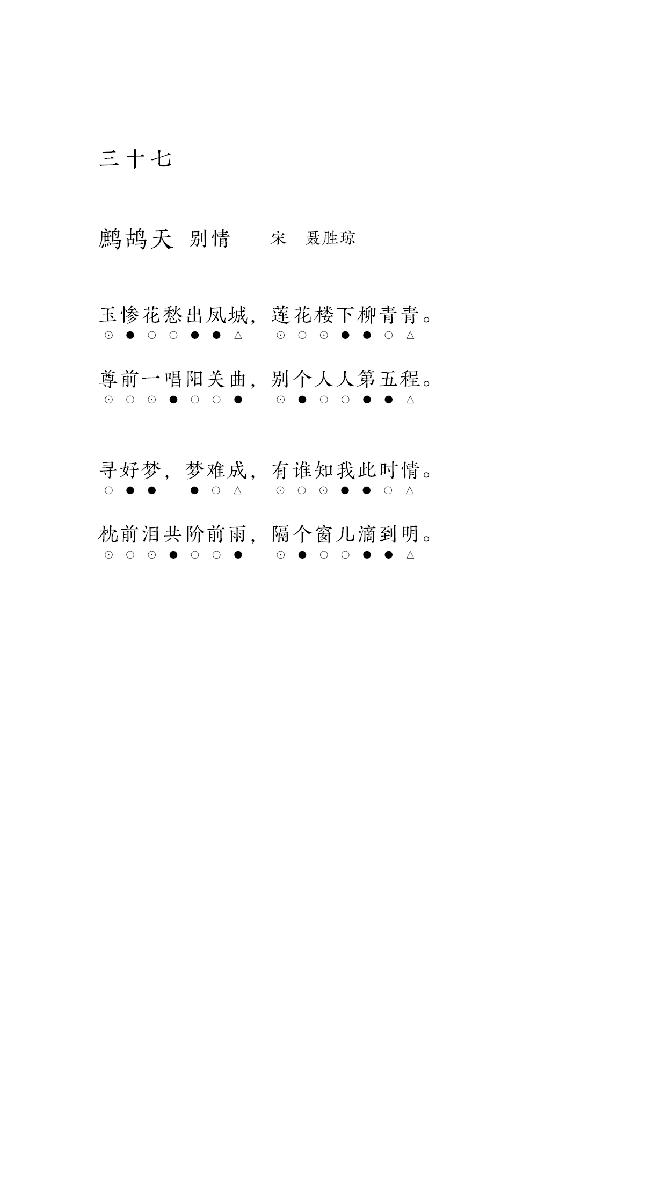 三十七
鹧鸪天 别情 宋 聂胜琼
玉惨花愁出凤城，莲花楼下柳青青。
⊙●○○●●△ ⊙○⊙●●○△
尊前一唱阳关曲，别个人人第五程。
⊙○⊙●○○● ⊙●○○●●△
寻好梦，梦难成，有谁知我此时情。
○●● ●○△ ⊙○⊙●●○△
枕前泪共阶前雨，隔个窗儿滴到明。
⊙○⊙●○○● ⊙●○○●●△